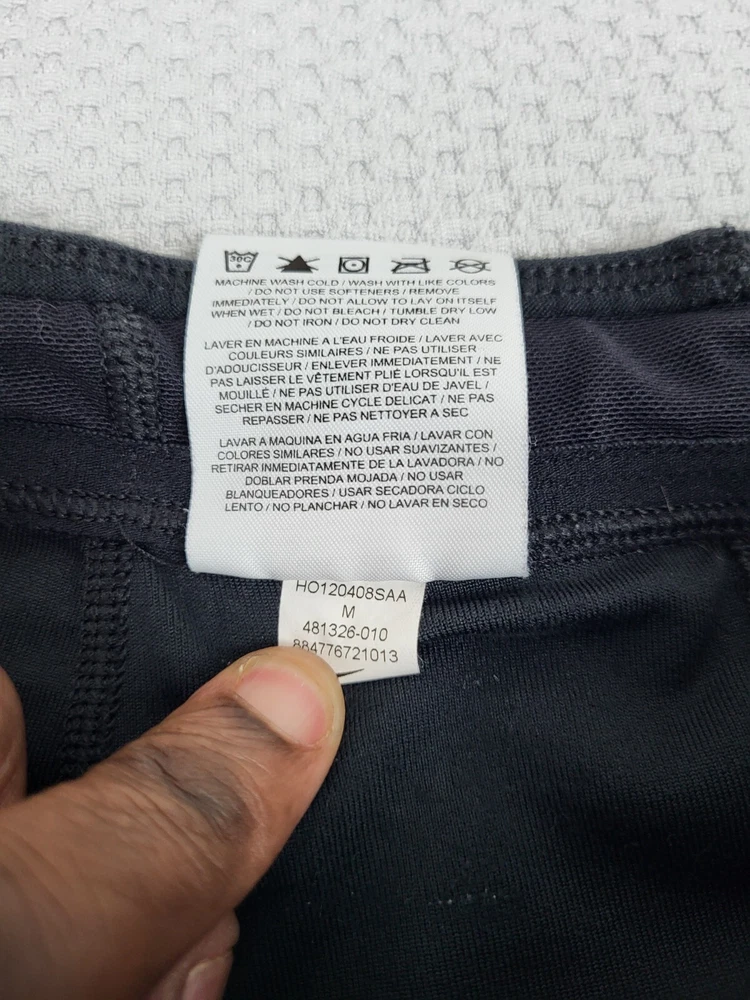 30C
MACHINE WASH COLD / WASH WITH LIKE COLORS
/ DO NOT USE SOFTENERS / REMOVE
IMMEDIATELY / DO NOT ALLOW TO LAY ON ITSELF
WHEN WET / DO NOT BLEACH / TUMBLE DRY LOW
/ DO NOT IRON / DO NOT DRY CLEAN
LAVER EN MACHINE A L'EAU FROIDE / LAVER AVEC
COULEURS SIMILAIRES / NE PAS UTILISER
D'ADOUCISSEUR / ENLEVER IMMEDIATEMENT / NE
PAS LAISSER LE VÊTEMENT PLIÉ LORSQU'IL EST
MOUILLÉ / NE PAS UTILISER D'EAU DE JAVEL /
SECHER EN MACHINE CYCLE DELICAT / NE PAS
REPASSER / NE PAS NETTOYER A SEC
LAVAR A MAQUINA EN AGUA FRIA / LAVAR CON
COLORES SIMILARES / NO USAR SUAVIZANTES /
RETIRAR INMEDIATAMENTE DE LA LAVADORA / NO
DOBLAR PRENDA MOJADA / NO USAR
BLANQUEADORES / USAR SECADORA CICLO
LENTO / NO PLANCHAR / NO LAVAR EN SECO
HO120408SAA
M
481326-010
884776721013